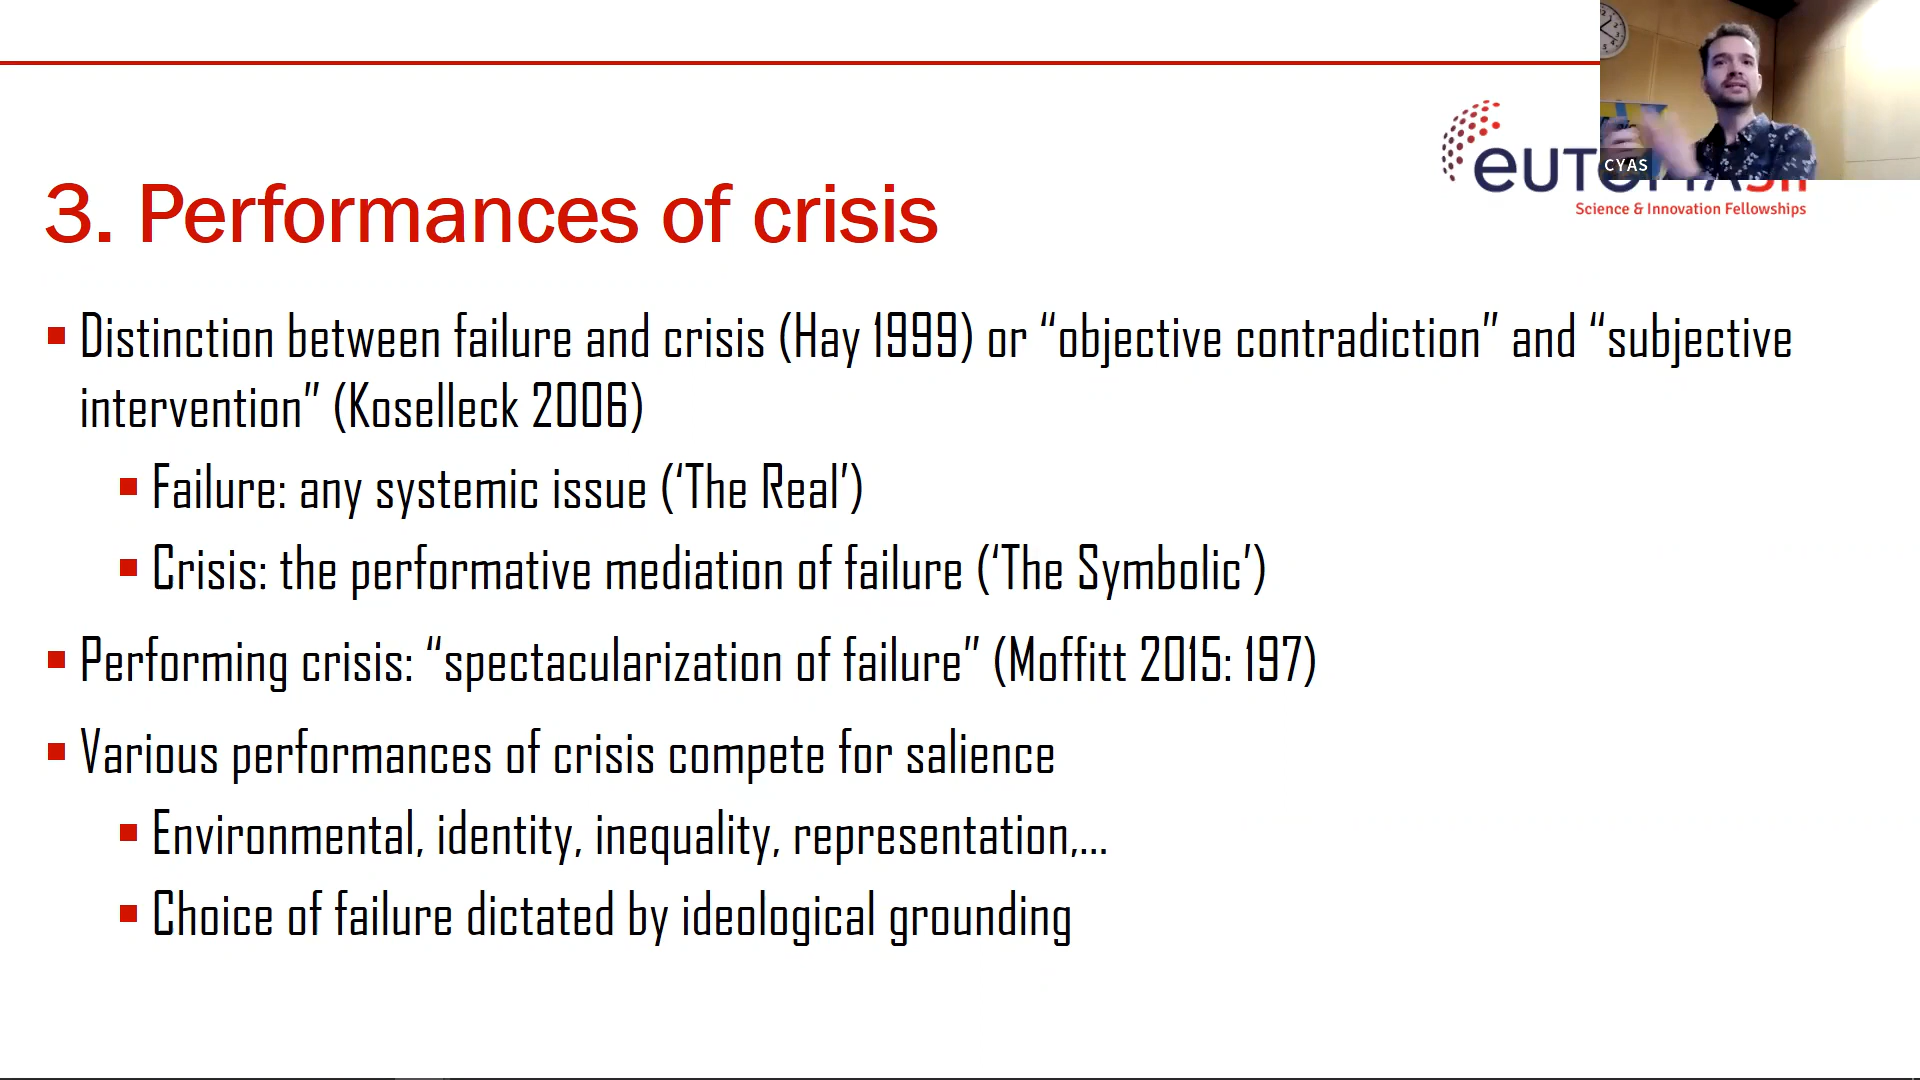 CYAS
Science & Innovation Fellowships
3. Performances of crisis
Distinction between failure and crisis (Hay 1999) or “objective contradiction” and “subjective
intervention” (Koselleck 2006)
Failure: any systemic issue (‘The Real’)
Crisis: the performative mediation of failure (‘The Symbolic’)
Performing crisis: “spectacularization of failure” (Moffitt 2015: 197)
Various performances of crisis compete for salience
Environmental, identity, inequality, representation,...
Choice of failure dictated by ideological grounding